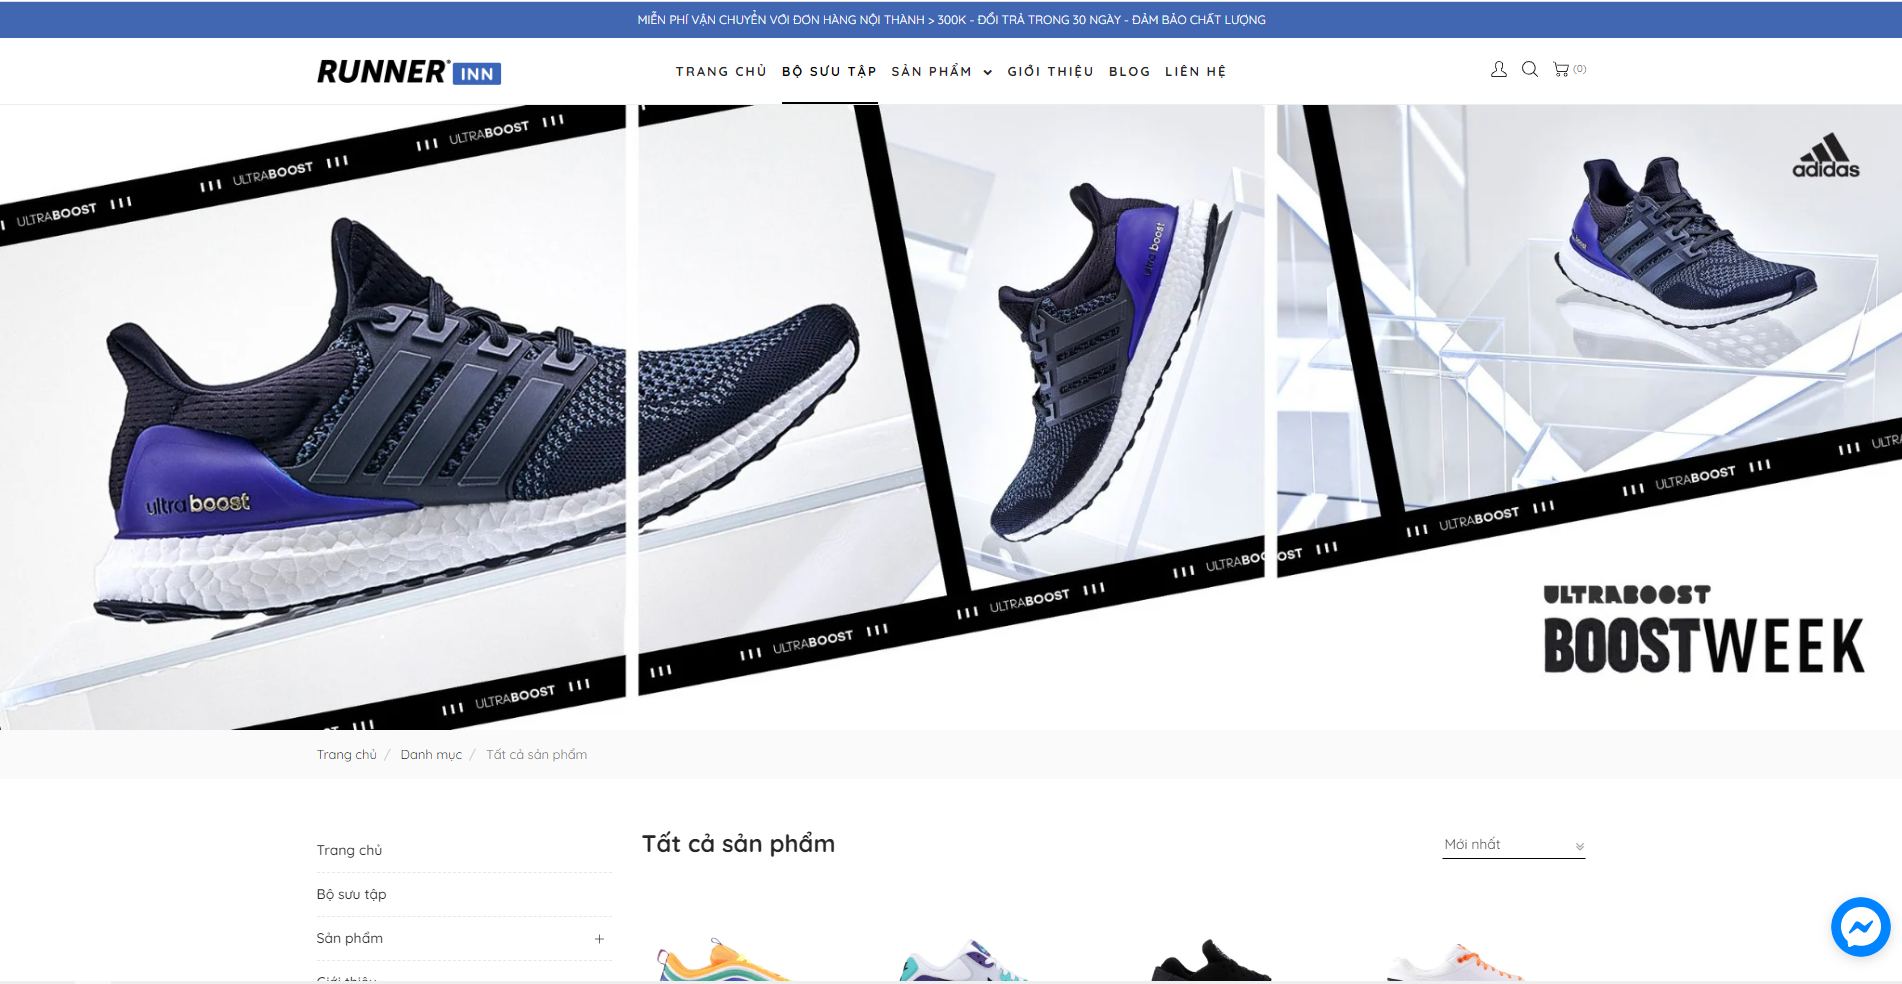 MIỄN PHÍ VẬN CHUYỂN VỚI ĐƠN HÀNG NỘI THÀNH > 300K - ĐỔI TRẢ TRONG 30 NGÀY - ĐẢM BẢO CHẤT LƯỢNG
RUNNER INN
TRANG CHỦ BỘ SƯU TẬP SẢN PHẨM GIỚI THIỆU BLOG LIÊN HỆ
(0)
ULTRABOOST
ULTRABOOST
ULTRABOOST
adidas
ultra boost
ultra boost
boost
ULTRABOOST
ULTRABOOST
ULTRABOOST
ULTRABOOST
ULTRABOOST
ULTRABOOST
ULTRABOOST
ULTRABOOST
BOOSTWEEK
Trang chủ / Danh mục / Tất cả sản phẩm
Tất cả sản phẩm
Mới nhất
Trang chủ
Bộ sưu tập
Sản phẩm +
Giới thiệu